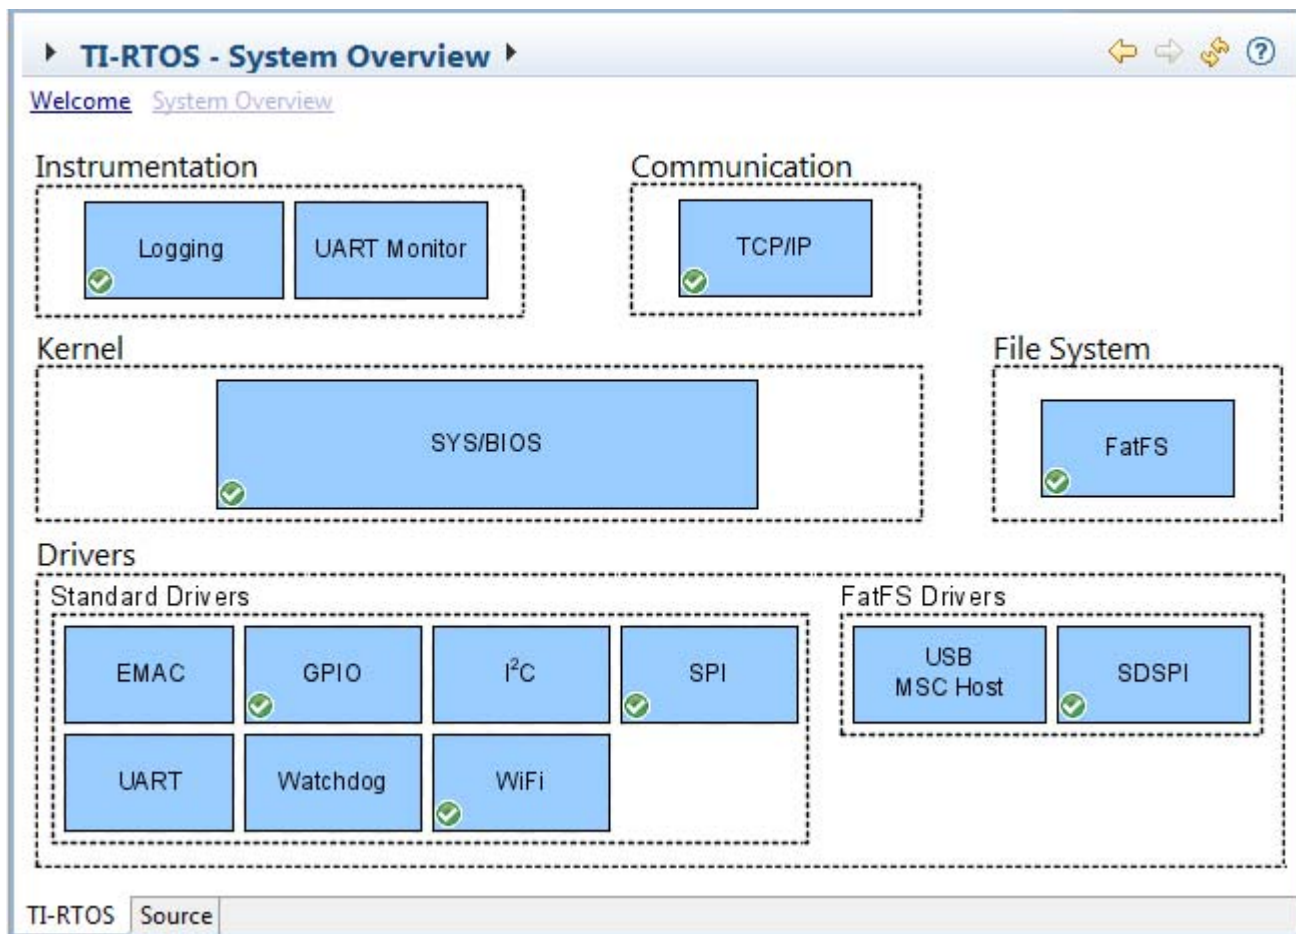 TI-RTOS - System Overview
Welcome System Overview
Instrumentation
Logging
UART Monitor
Communication
TCP/IP
Kernel
SYS/BIOS
File System
FatFS
Drivers
Standard Drivers
EMAC
GPIO
I²C
SPI
UART
Watchdog
WiFi
FatFS Drivers
USB
MSC Host
SDSPI
TI-RTOS Source